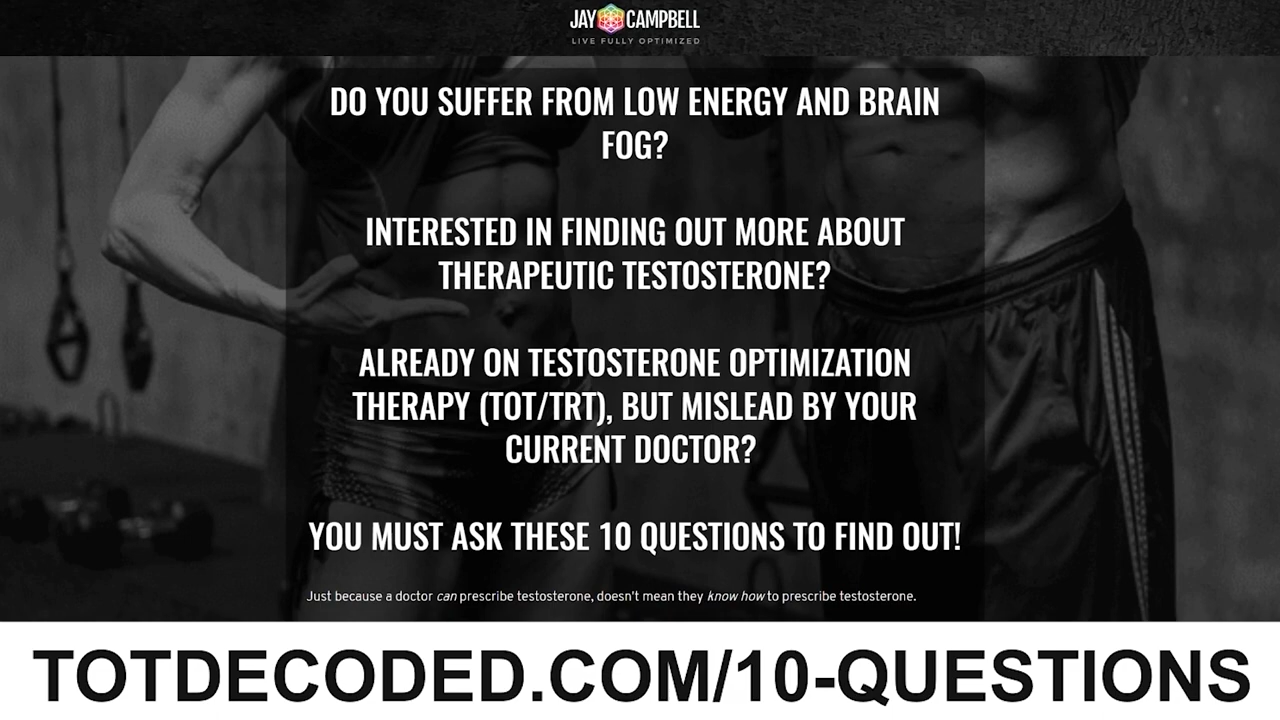 JAY CAMPBELL
LIVE FULLY OPTIMIZED
DO YOU SUFFER FROM LOW ENERGY AND BRAIN
FOG?
INTERESTED IN FINDING OUT MORE ABOUT
THERAPEUTIC TESTOSTERONE?
ALREADY ON TESTOSTERONE OPTIMIZATION
THERAPY (TOT/TRT), BUT MISLEAD BY YOUR
CURRENT DOCTOR?
YOU MUST ASK THESE 10 QUESTIONS TO FIND OUT!
Just because a doctor can prescribe testosterone, doesn't mean they know how to prescribe testosterone.
TOTDECODED.COM/10-QUESTIONS